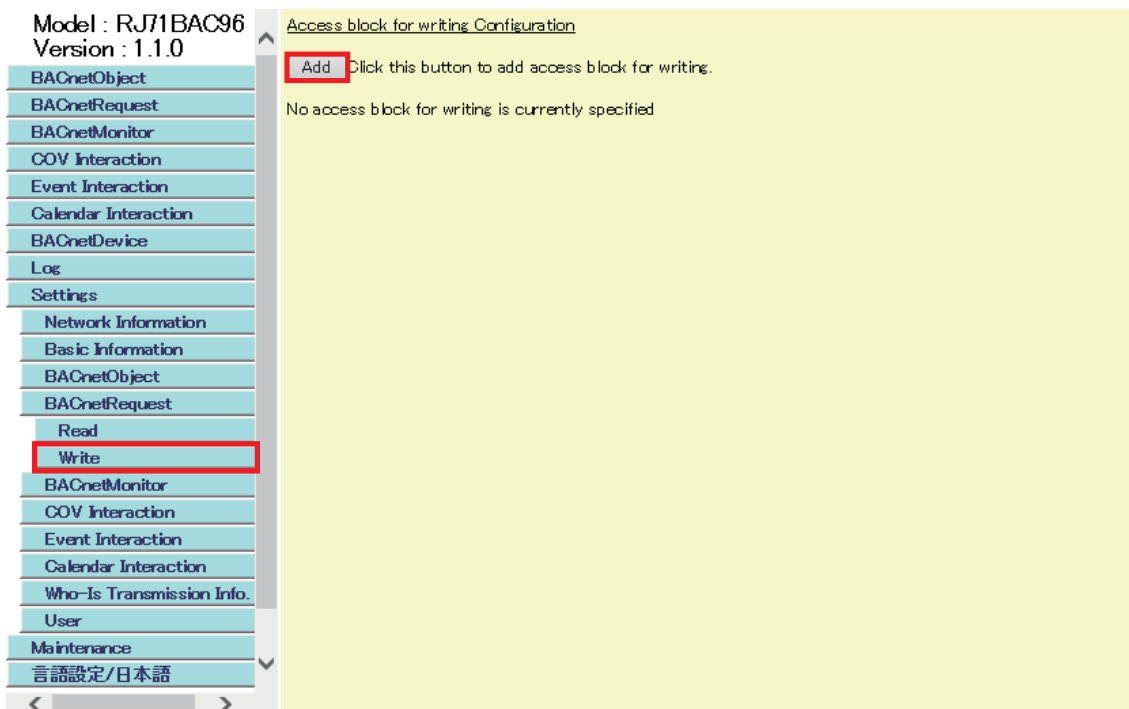 Model : RJ71BAC96
Version : 1.1.0
BACnetObject
BACnetRequest
BACnetMonitor
COV Interaction
Event Interaction
Calendar Interaction
BACnetDevice
Log
Settings
Network Information
Basic Information
BACnetObject
BACnetRequest
Read
Write
BACnetMonitor
COV Interaction
Event Interaction
Calendar Interaction
Who-Is Transmission Info.
User
Maintenance
言語設定/日本語
Access block for writing Configuration
Add Click this button to add access block for writing.
No access block for writing is currently specified